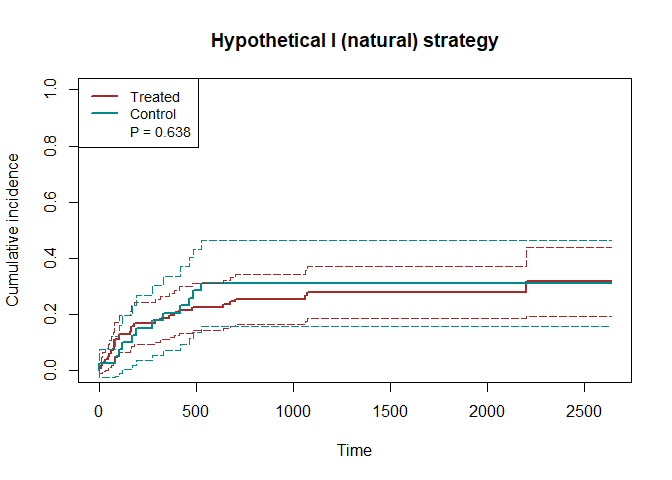 Hypothetical I (natural) strategy
Treated
Control
P = 0.638
Cumulative incidence
1.0
0.8
0.6
0.4
0.2
0.0
0 500 1000 1500 2000 2500
Time